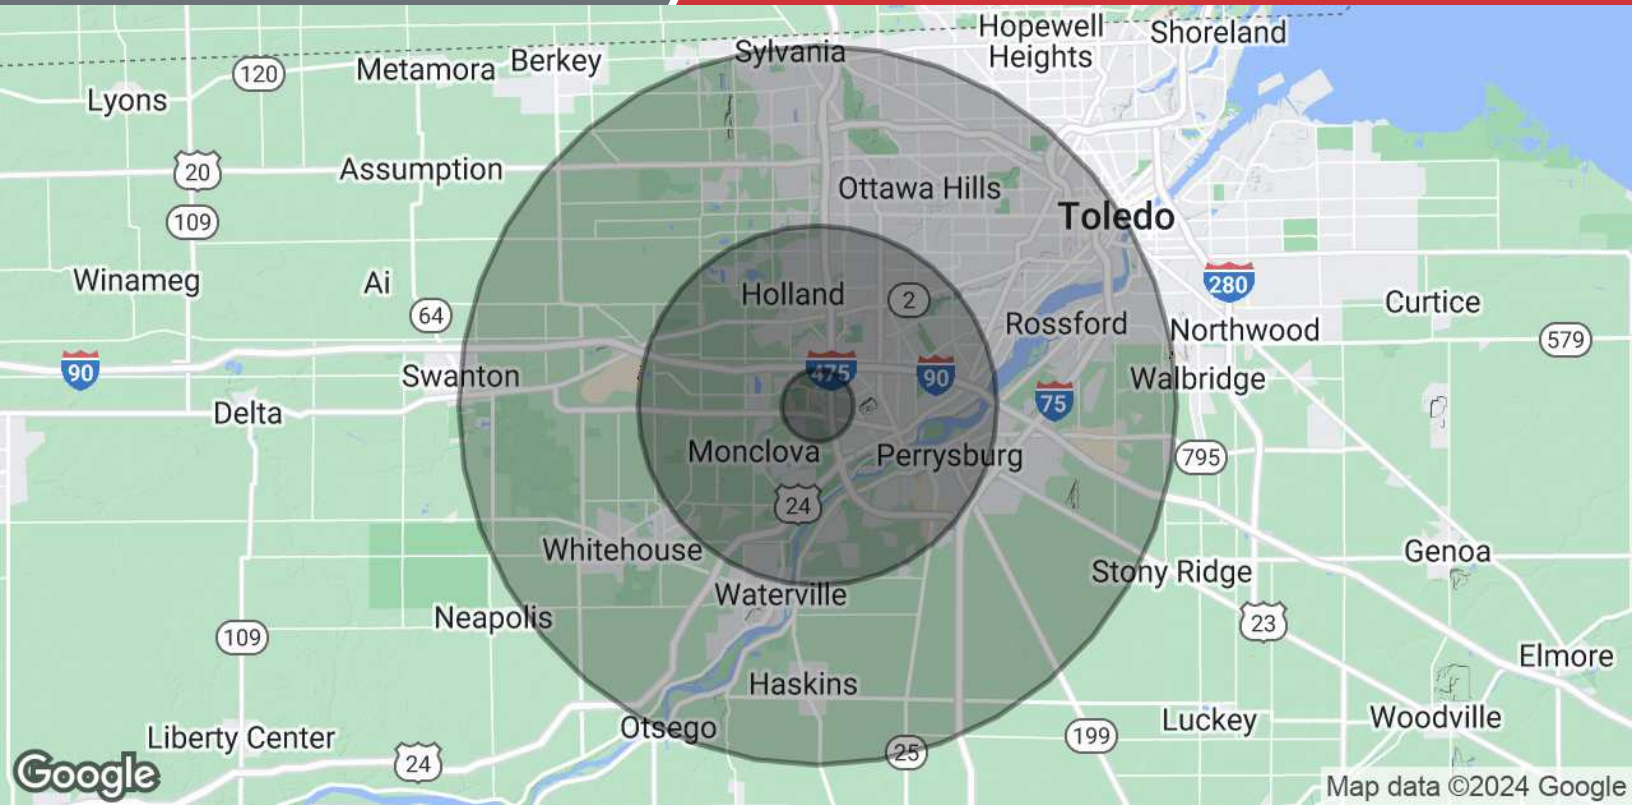 Hopewell
Heights
Shoreland
Sylvania
Berkey
Metamora
120
Lyons
Assumption
20
109
Ottawa Hills
Toledo
Winameg
Ai
64
Holland
2
280
Curtice
Rossford
Northwood
579
90
Swanton
475
90
75
Walbridge
Delta
Monclova
Perrysburg
795
24
Whitehouse
Waterville
Stony Ridge
Genoa
Neapolis
109
23
Elmore
Haskins
Otsego
Luckey
Woodville
Liberty Center
24
25
199
Google
Map data ©2024 Google